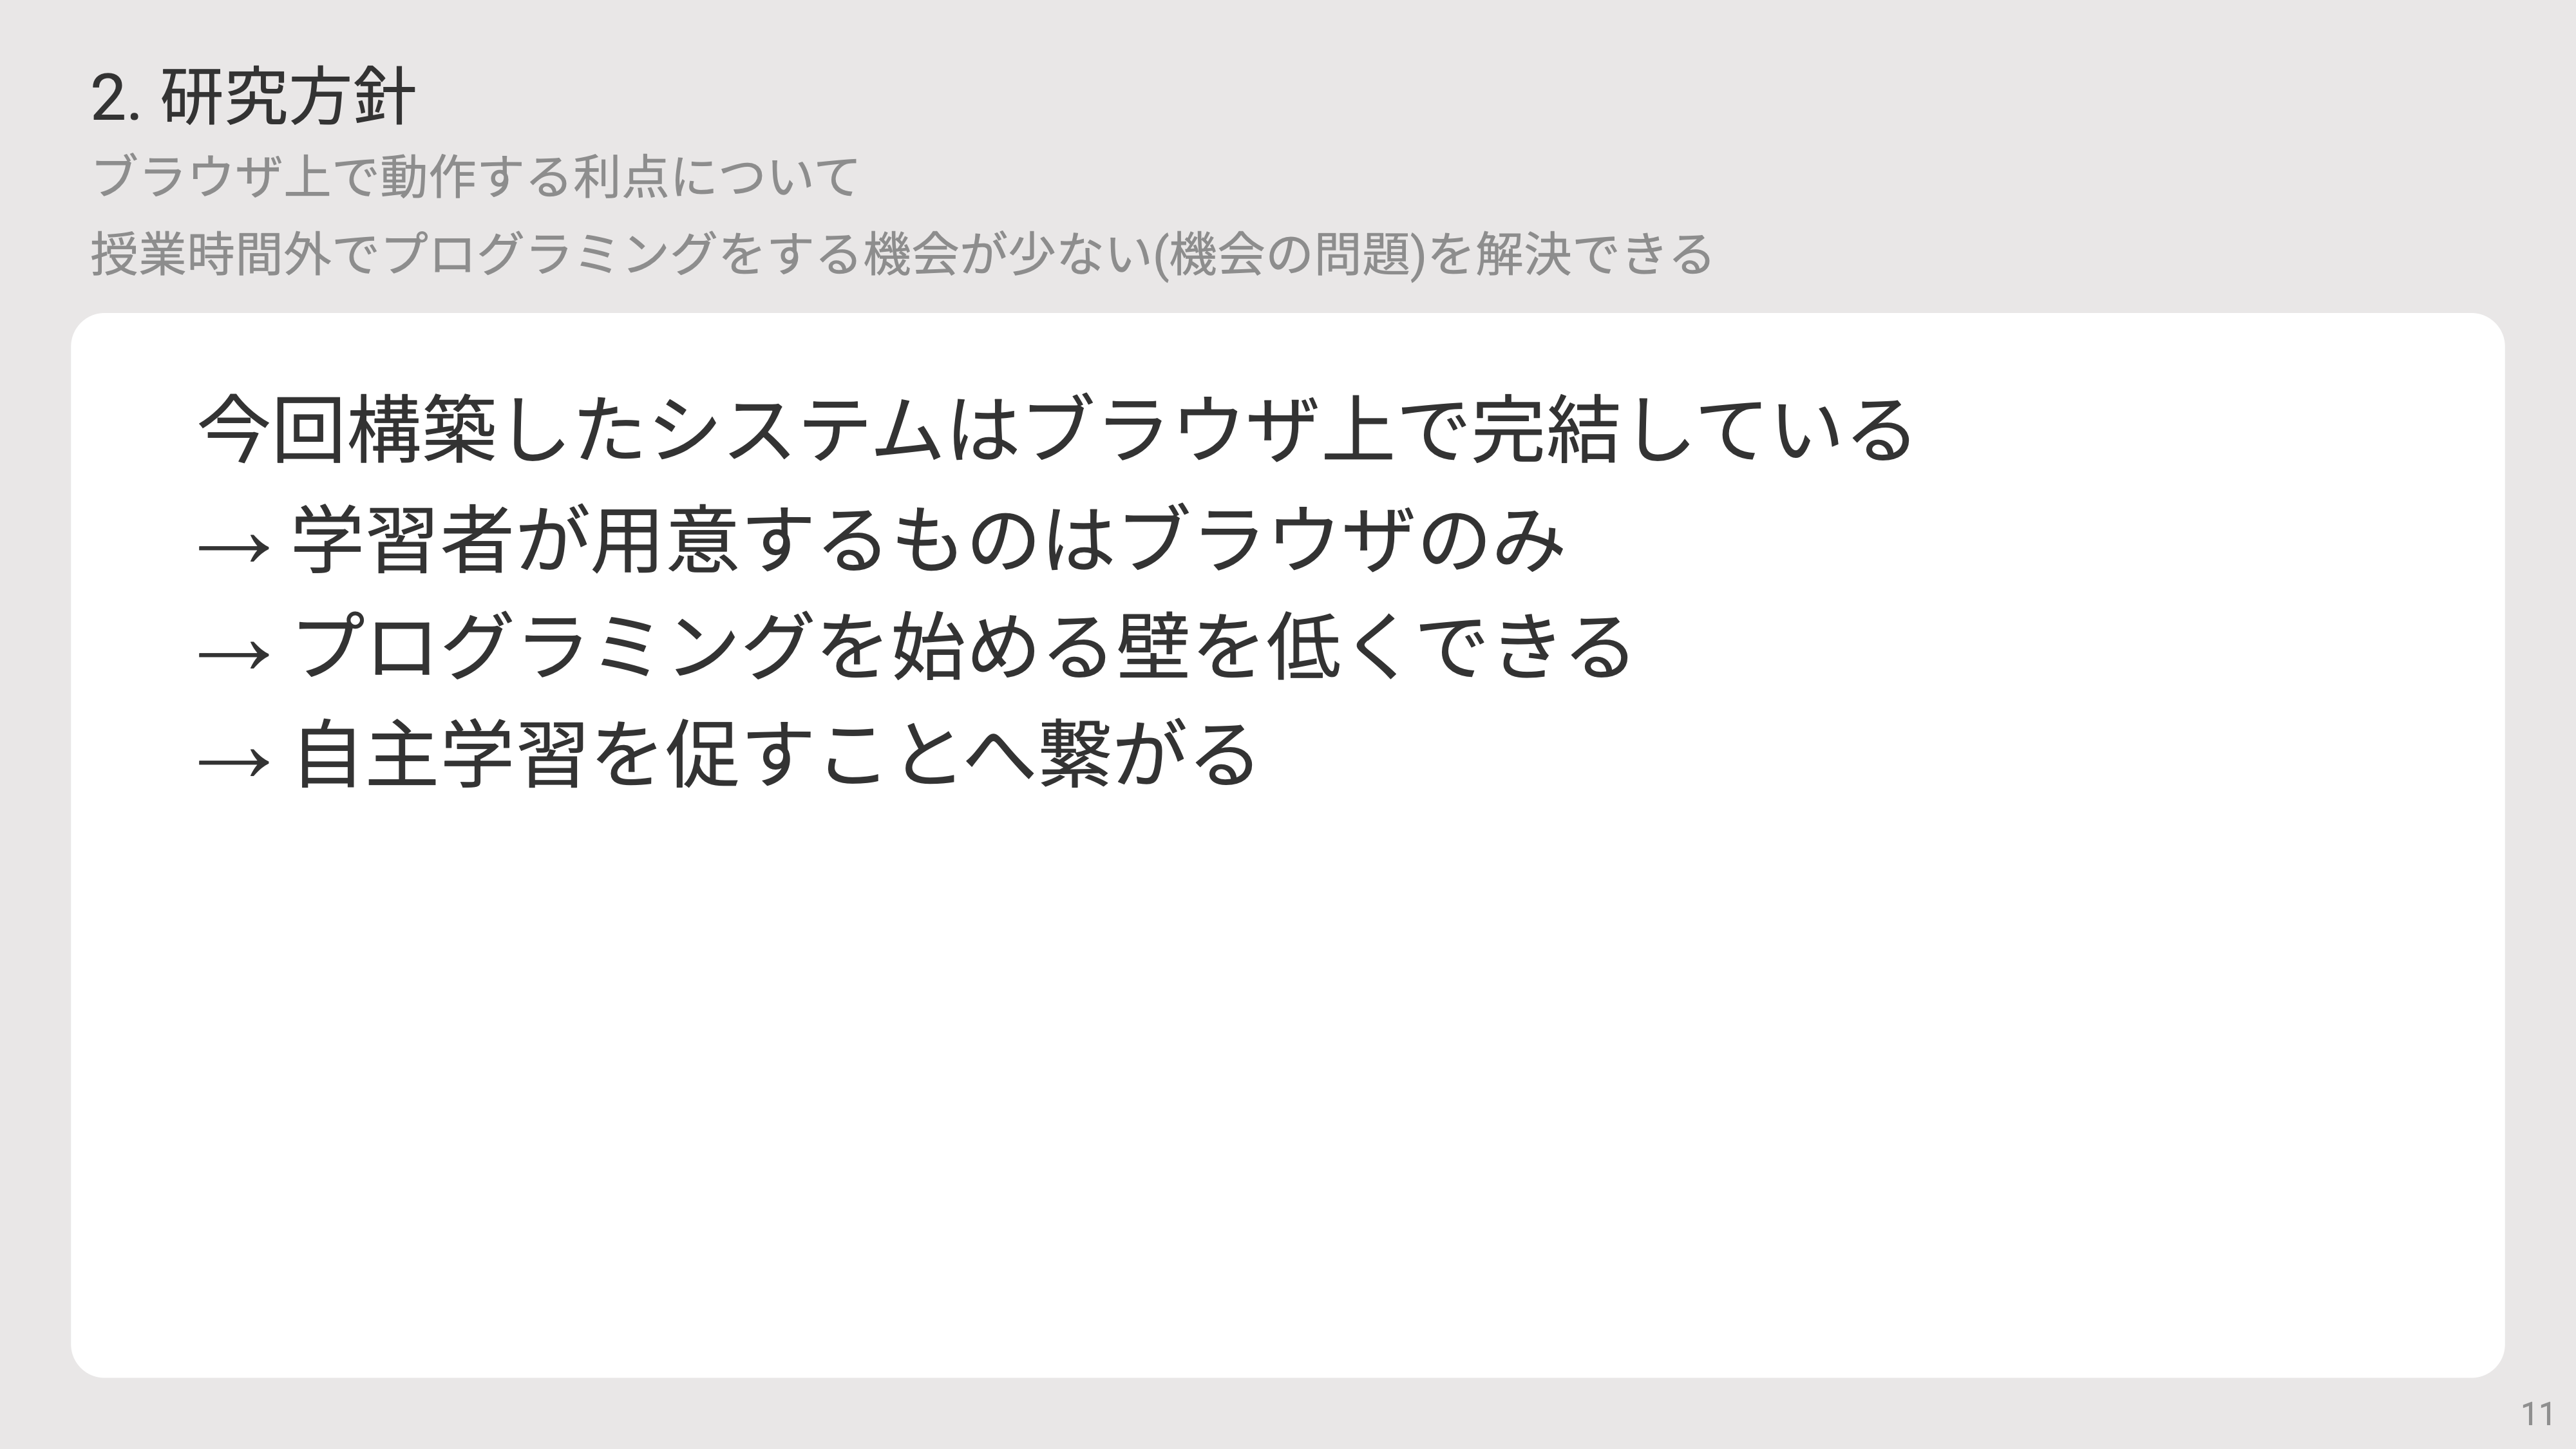 2. 研究方針
ブラウザ上で動作する利点について
授業時間外でプログラミングをする機会が少ない(機会の問題)を解決できる
今回構築したシステムはブラウザ上で完結している
→ 学習者が用意するものはブラウザのみ
→ プログラミングを始める壁を低くできる
→ 自主学習を促すことへ繋がる
11